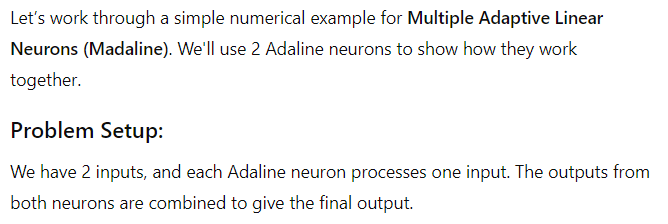 Let's work through a simple numerical example for Multiple Adaptive Linear
Neurons (Madaline). We'll use 2 Adaline neurons to show how they work
together.
Problem Setup:
We have 2 inputs, and each Adaline neuron processes one input. The outputs from
both neurons are combined to give the final output.